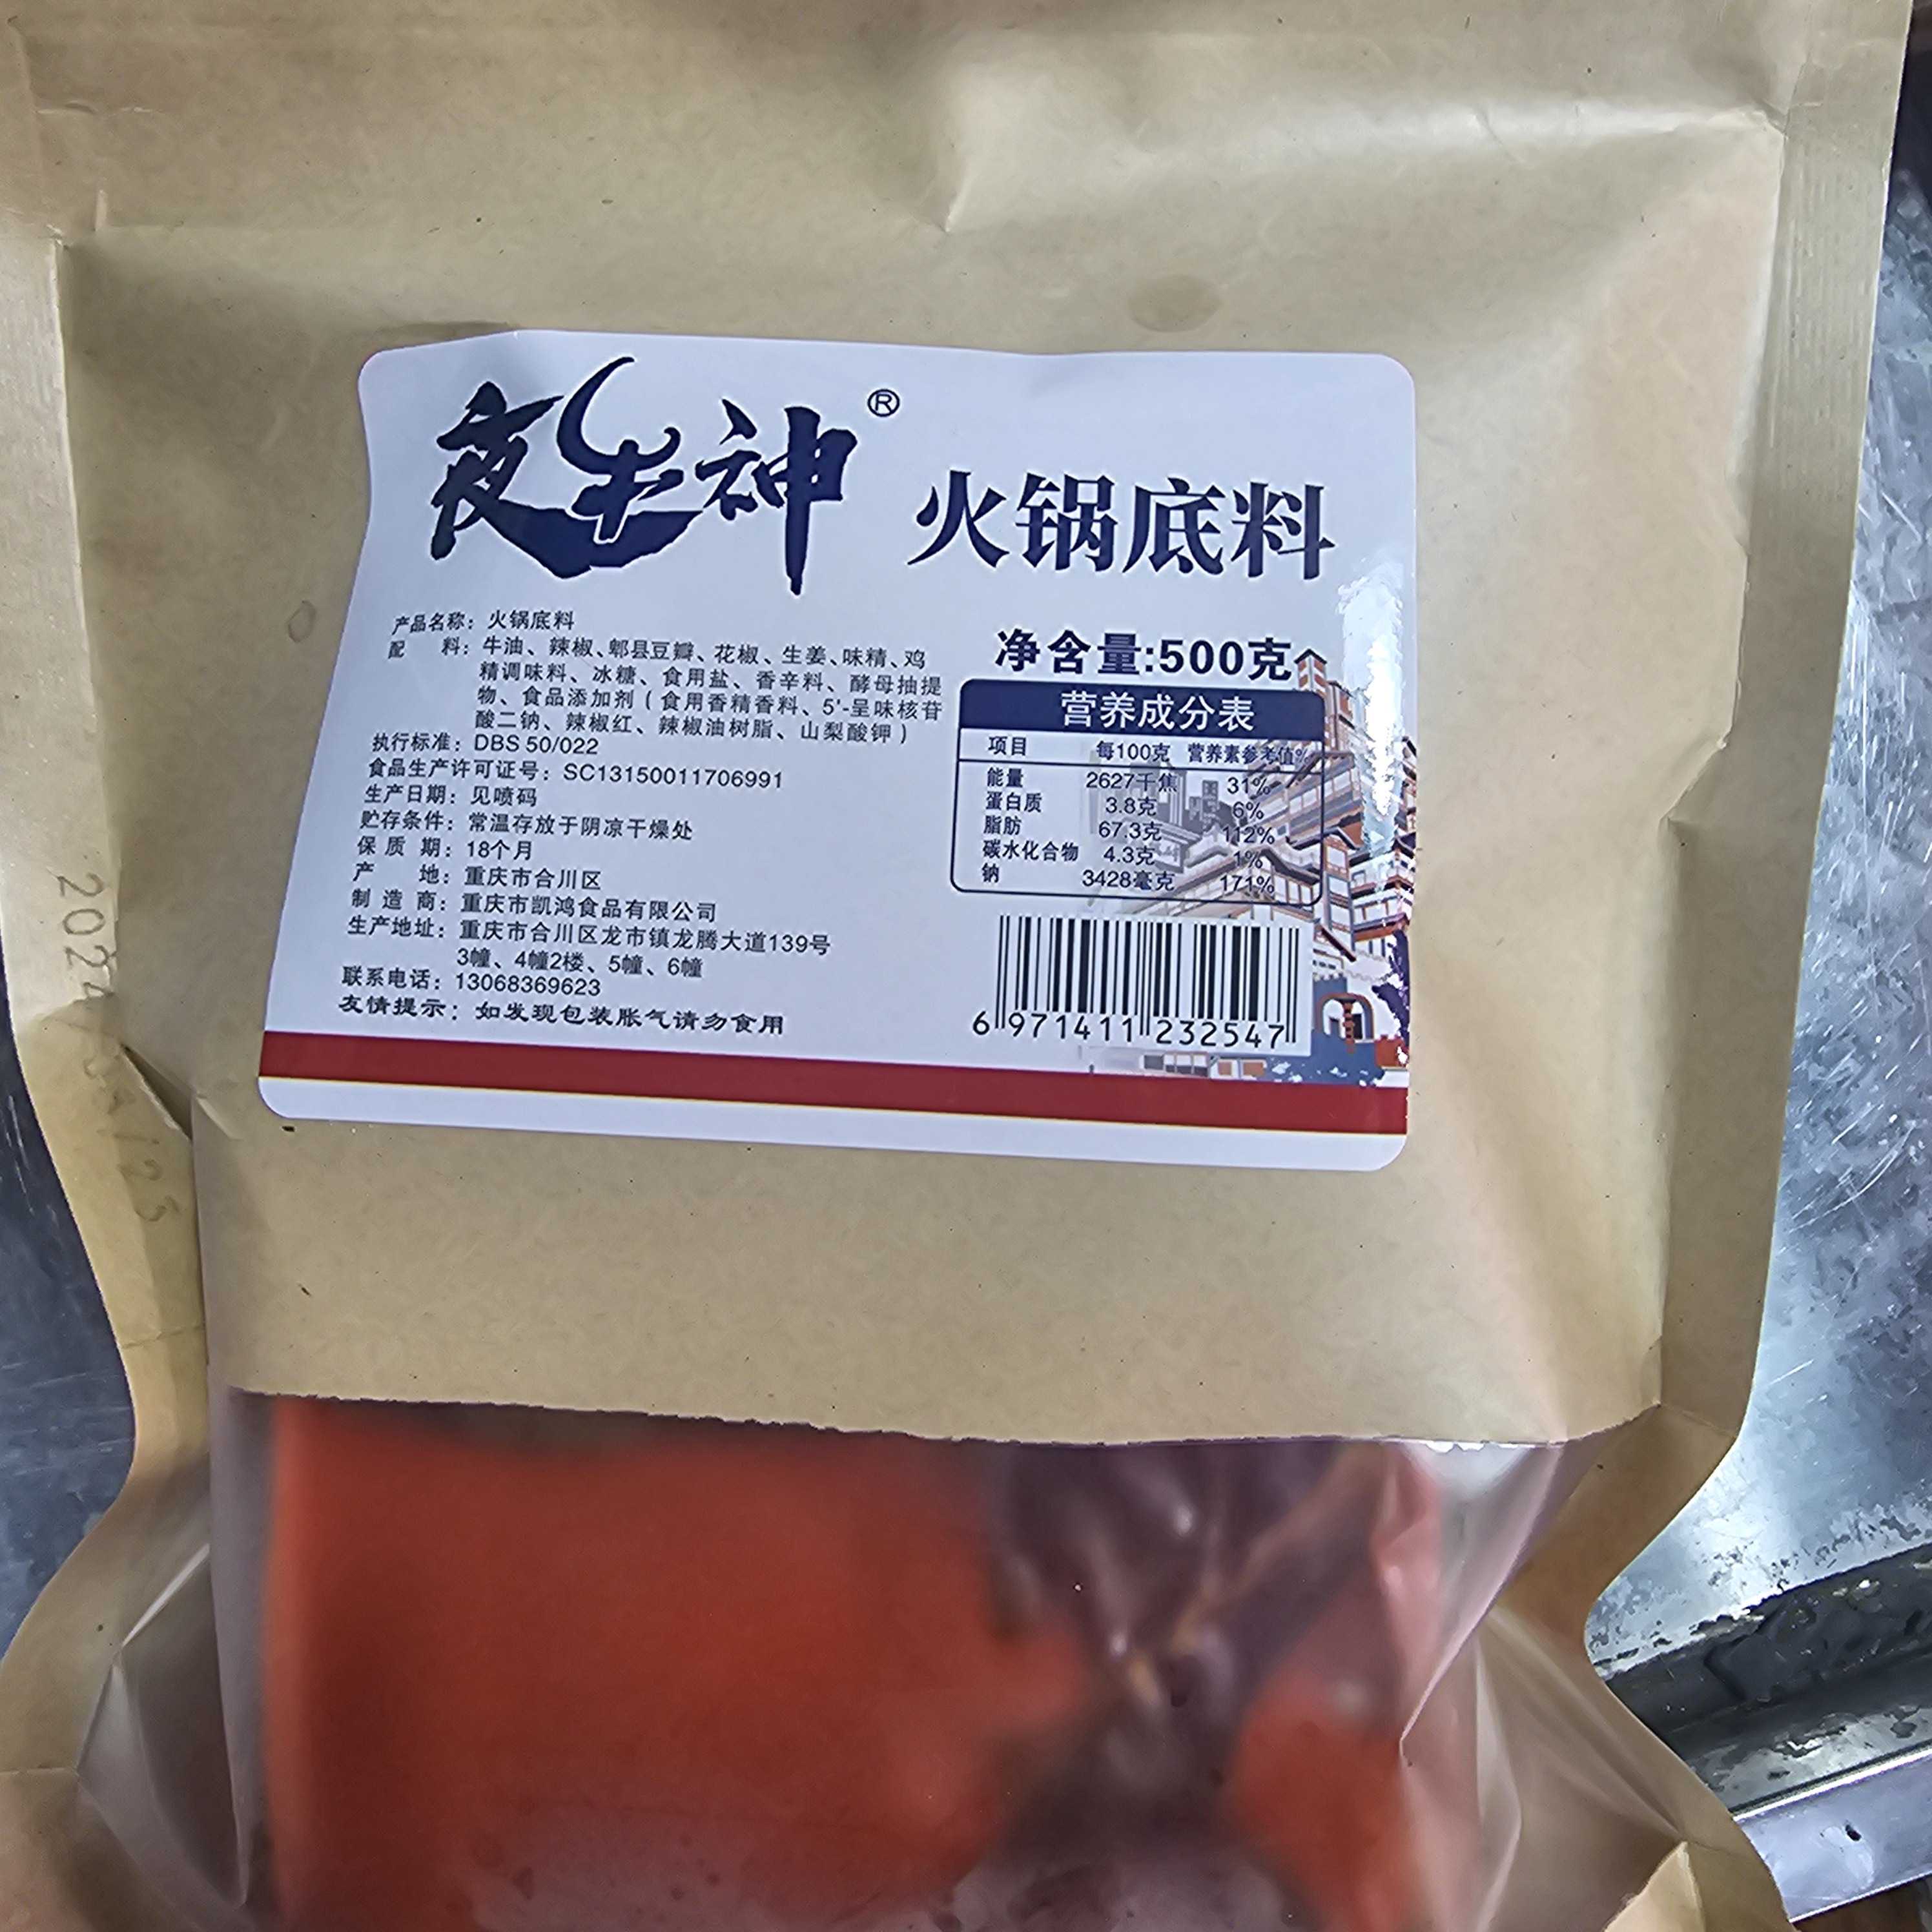 夜牛神®
火锅底料
产品名称：火锅底料
配 料：牛油、辣椒、郫县豆瓣、花椒、生姜、味精、鸡
精调味料、冰糖、食用盐、香辛料、酵母抽提
物、食品添加剂（食用香精香料、5'-呈味核苷
酸二钠、辣椒红、辣椒油树脂、山梨酸钾）
执行标准：DBS 50/022
食品生产许可证号：SC13150011706991
生产日期：见喷码
贮存条件：常温存放于阴凉干燥处
保 质 期：18个月
产 地：重庆市合川区
制 造 商：重庆市凯鸿食品有限公司
生产地址：重庆市合川区龙市镇龙腾大道139号
3幢、4幢2楼、5幢、6幢
联系电话：13068369623
友情提示：如发现包装胀气请勿食用
净含量:500克
营养成分表
项目 每100克 营养素参考值%
能量 2627千焦 31%
蛋白质 3.8克 6%
脂肪 67.3克 112%
碳水化合物 4.3克 1%
钠 3428毫克 171%
6 971411 232547